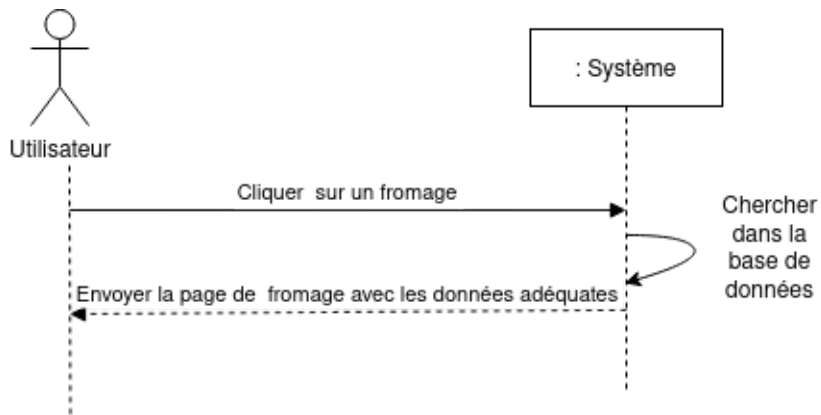 : Système
Utilisateur
Cliquer sur un fromage
Chercher
dans la
base de
données
Envoyer la page de fromage avec les données adéquates